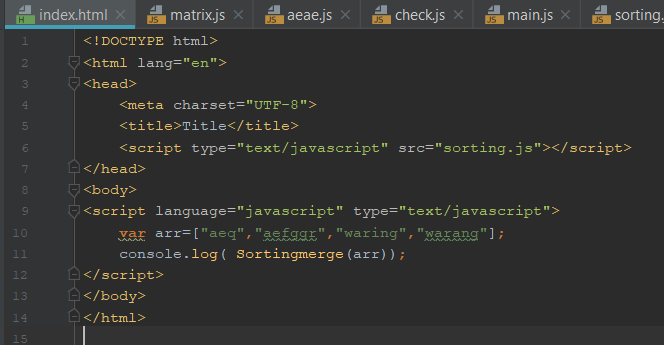 index.html matrix.js aeae.js check.js main.js sorting.
1 <!DOCTYPE html>
2 <html lang="en">
3 <head>
4 <meta charset="UTF-8">
5 <title>Title</title>
6 <script type="text/javascript" src="sorting.js"></script>
7 </head>
8 <body>
9 <script language="javascript" type="text/javascript">
10 var arr=["aeq","aefgqr","waring","warang"];
11 console.log( Sortingmerge(arr));
12 </script>
13 </body>
14 </html>
15